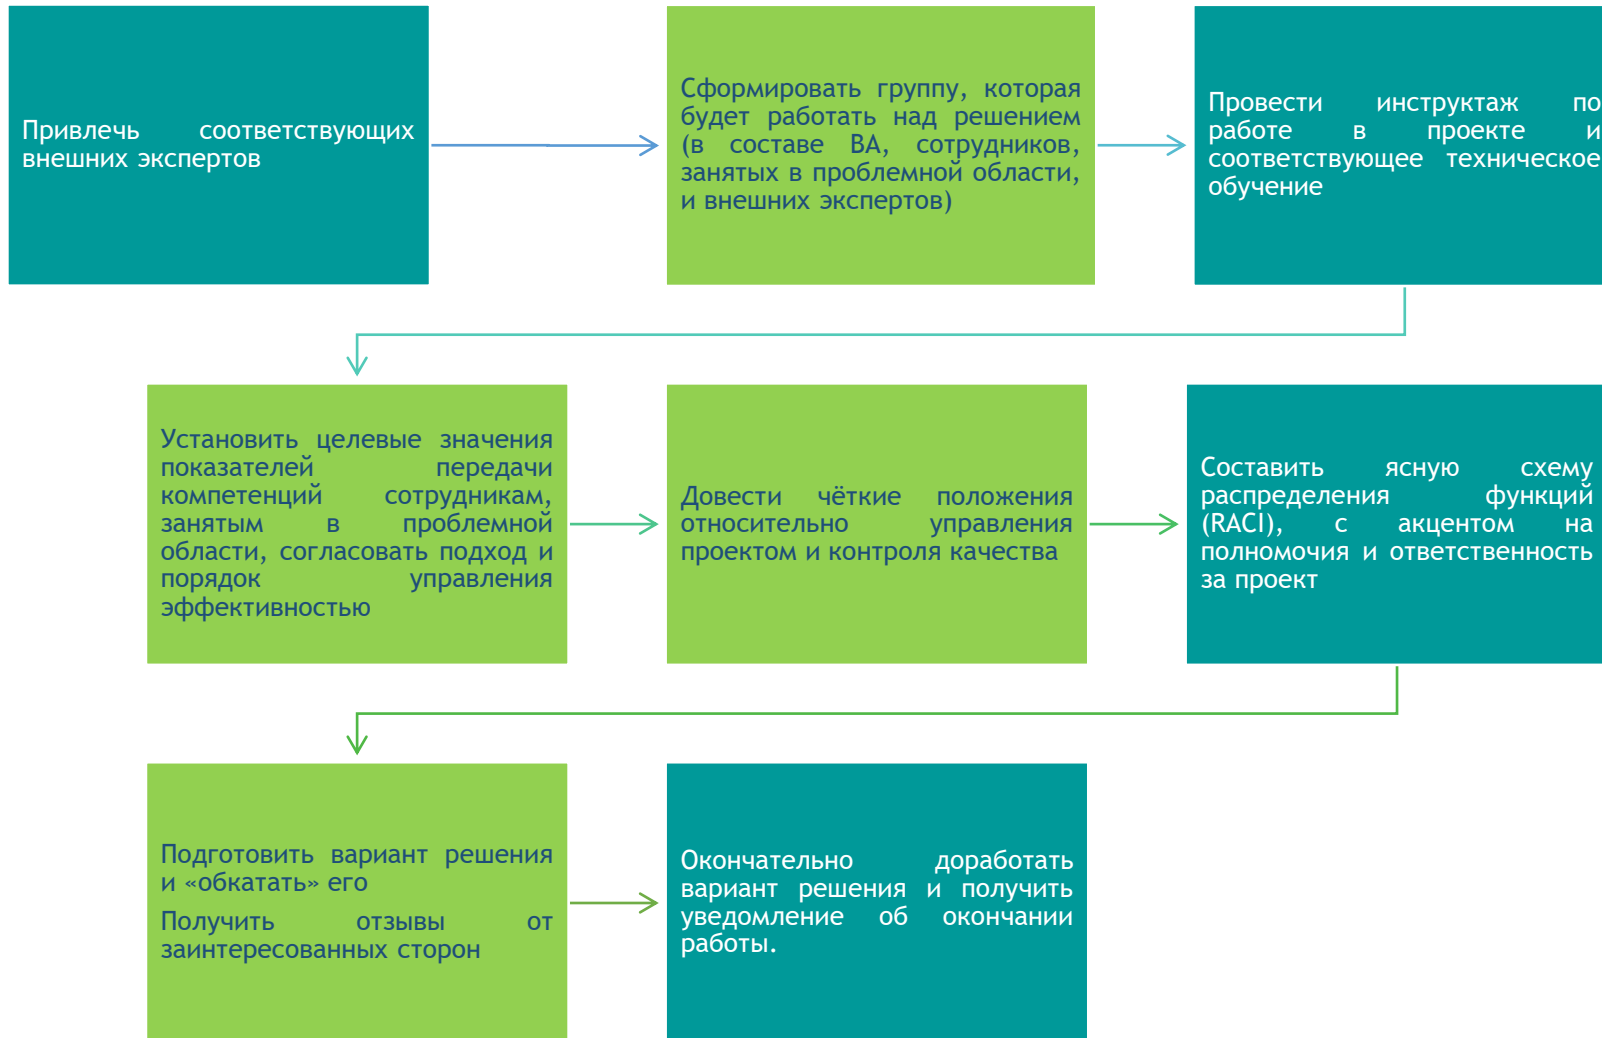 Привлечь соответствующих
внешних экспертов
Сформировать группу, которая
будет работать над решением
(в составе ВА, сотрудников,
занятых в проблемной области,
и внешних экспертов)
Провести инструктаж по
работе в проекте и
соответствующее техническое
обучение
Установить целевые значения
показателей передачи
компетенций сотрудникам,
занятым в проблемной
области, согласовать подход и
порядок управления
эффективностью
Довести чёткие положения
относительно управления
проектом и контроля качества
Составить ясную схему
распределения функций
(RACI), с акцентом на
полномочия и ответственность
за проект
Подготовить вариант решения
и «обкатать» его
Получить отзывы от
заинтересованных сторон
Окончательно доработать
вариант решения и получить
уведомление об окончании
работы.